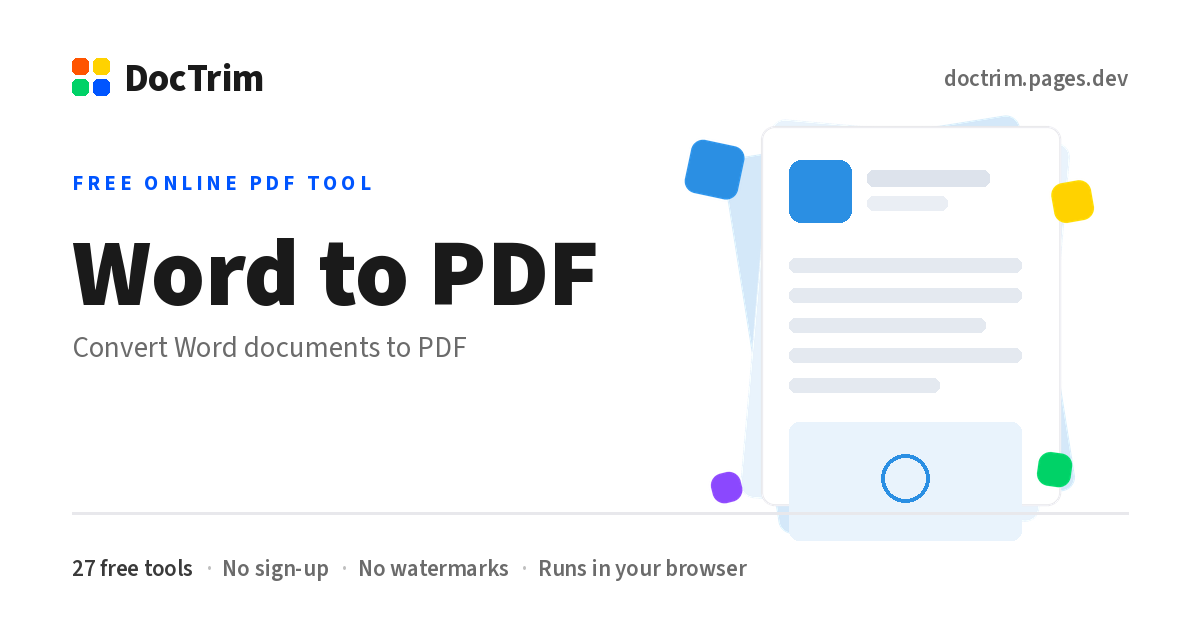 DocTrim
doctrim.pages.dev
FREE ONLINE PDF TOOL
Word to PDF
Convert Word documents to PDF
27 free tools · No sign-up · No watermarks · Runs in your browser